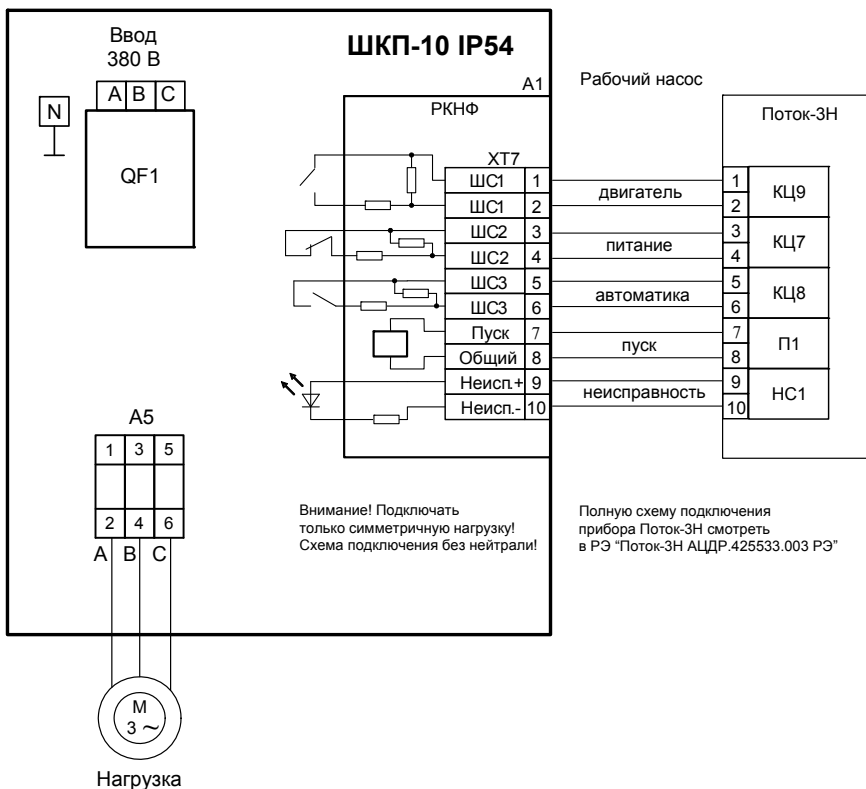 Ввод
380 В
ШКП-10 IP54
A B C
N
QF1
А1
РКНФ
XT7
ШС1 1
ШС1 2
ШС2 3
ШС2 4
ШС3 5
ШС3 6
Пуск 7
Общий 8
Неисп.+ 9
Неисп.- 10
Рабочий насос
двигатель
питание
автоматика
пуск
неисправность
Поток-3Н
1 КЦ9
2
3 КЦ7
4
5 КЦ8
6
7 П1
8
9 НС1
10
А5
1 3 5
2 4 6
A B C
Внимание! Подключать
только симметричную нагрузку!
Схема подключения без нейтрали!
Полную схему подключения
прибора Поток-3Н смотреть
в РЭ “Поток-3Н АЦДР.425533.003 РЭ”
М
3 ~
Нагрузка